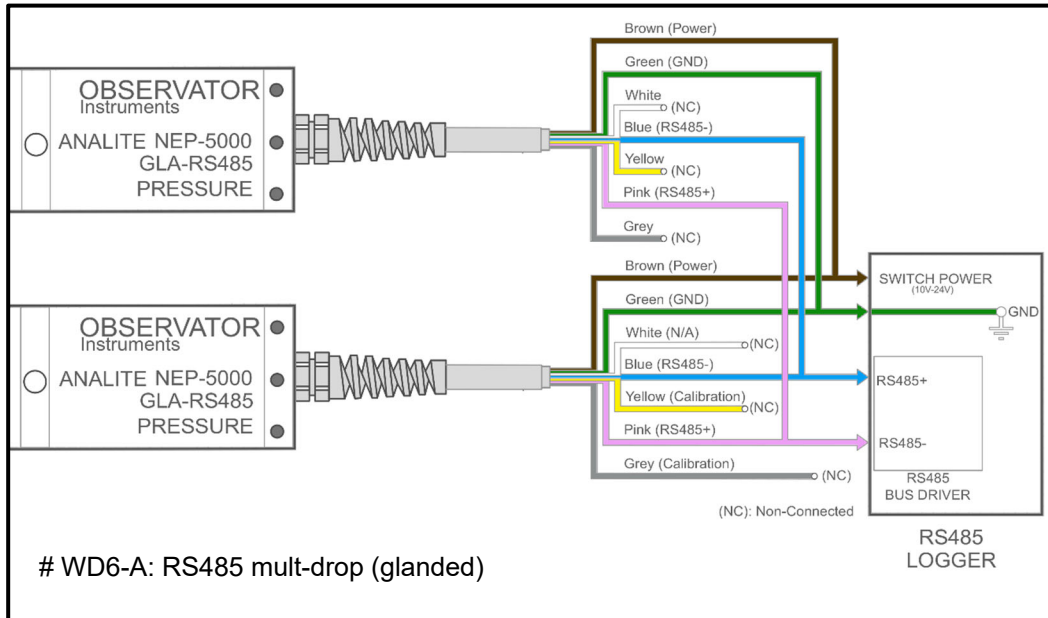 OBSERVATOR
Instruments
ANALITE NEP-5000
GLA-RS485
PRESSURE
Brown (Power)
Green (GND)
White
(NC)
Blue (RS485-)
Yellow
(NC)
Pink (RS485+)
Grey
(NC)
OBSERVATOR
Instruments
ANALITE NEP-5000
GLA-RS485
PRESSURE
Brown (Power)
Green (GND)
White (N/A)
(NC)
Blue (RS485-)
Yellow (Calibration)
(NC)
Pink (RS485+)
Grey (Calibration)
(NC)
(NC): Non-Connected
SWITCH POWER
(10V-24V)
GND
RS485+
RS485-
RS485
BUS DRIVER
RS485
LOGGER
# WD6-A: RS485 mult-drop (glanded)